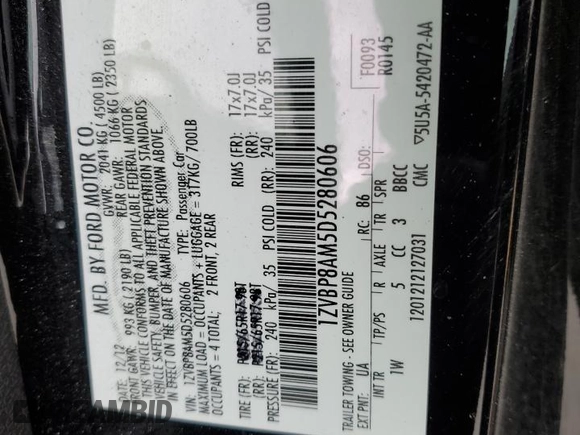 MFD. BY FORD MOTOR CO.
12/12 GVWR: 2041 KG ( 4500 LB)
FRONT GAWR: 993 KG ( 2190 LB) REAR GAWR: 1066 KG ( 2350 LB)
THIS VEHICLE CONFORMS TO ALL APPLICABLE FEDERAL MOTOR
VEHICLE SAFETY, BUMPER, AND THEFT PREVENTION STANDARDS
IN EFFECT ON THE DATE OF MANUFACTURE SHOWN ABOVE.
VIN: 1ZVBP8AM5D5280606 TYPE: Passenger Car
MAXIMUM LOAD = OCCUPANTS + LUGGAGE = 317KG/ 700LB
OCCUPANTS = 4 TOTAL; 2 FRONT, 2 REAR
TIRE (FR): RIMS (FR): 17x7.0J
(RR): (RR): 17x7.0J
PRESSURE (FR): 240 kPa/ 35 PSI COLD (RR): 240 kPa/ 35 PSI COLD
1ZVBP8AM5D5280606
TRAILER TOWING - SEE OWNER GUIDE F0093
EXT PNT: UA RC: 86 DSO: R0145
INT TR TP/PS R AXLE TR SPR
1W 5 CC 3 BBCC
1201212127031 CMC ▽5U5A-5420472-AA
AUTO AUCTION HISTORY